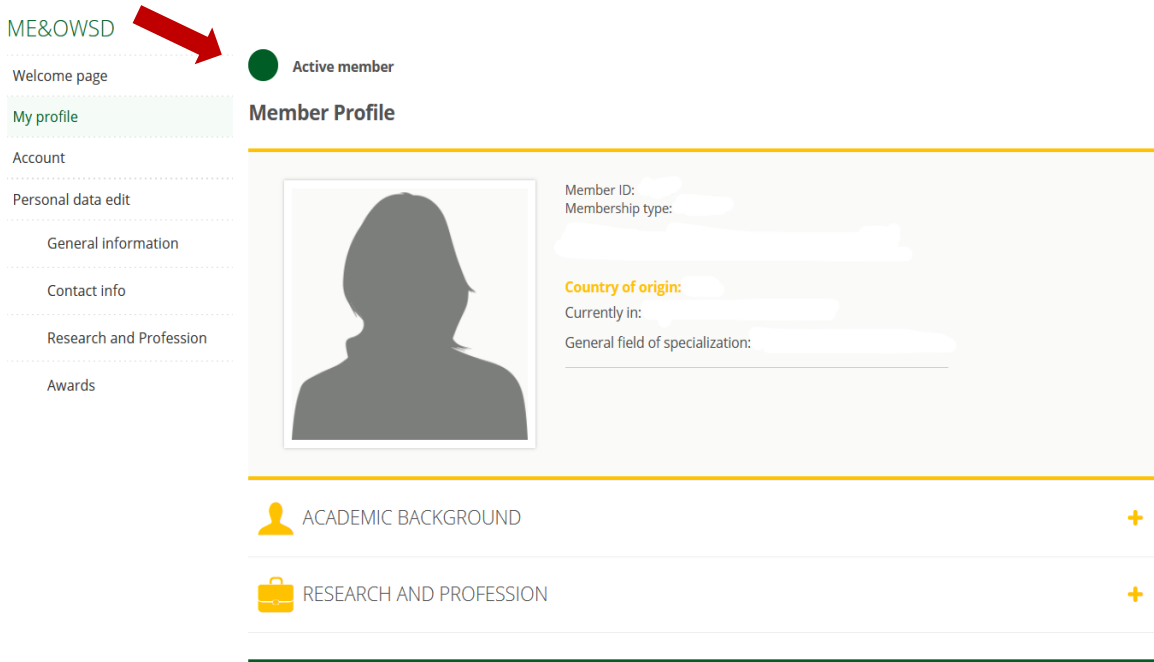 ME&OWSD
Welcome page
My profile
Account
Personal data edit
General information
Contact info
Research and Profession
Awards
Active member
Member Profile
Member ID:
Membership type:
Country of origin:
Currently in:
General field of specialization:
ACADEMIC BACKGROUND
RESEARCH AND PROFESSION